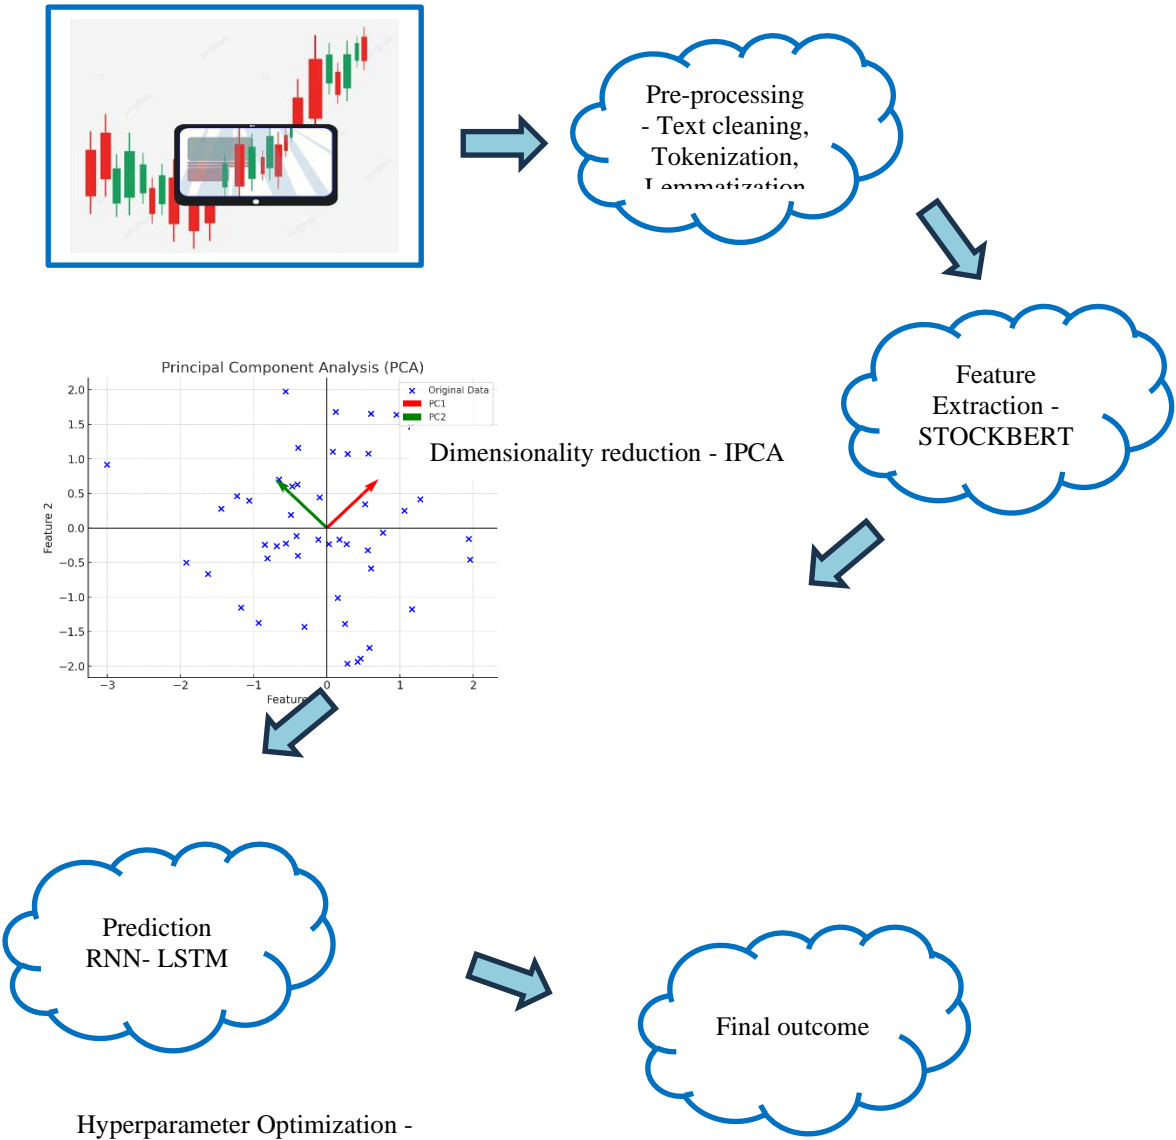 Pre-processing
- Text cleaning,
Tokenization,
Lemmatization
Feature
Extraction -
STOCKBERT
Principal Component Analysis (PCA)
Original Data
PC1
PC2
Dimensionality reduction - IPCA
Feature 2
2.0
1.5
1.0
0.5
0.0
−0.5
−1.0
−1.5
−2.0
−3
−2
−1
0
1
2
Feature
Prediction
RNN- LSTM
Final outcome
Hyperparameter Optimization -